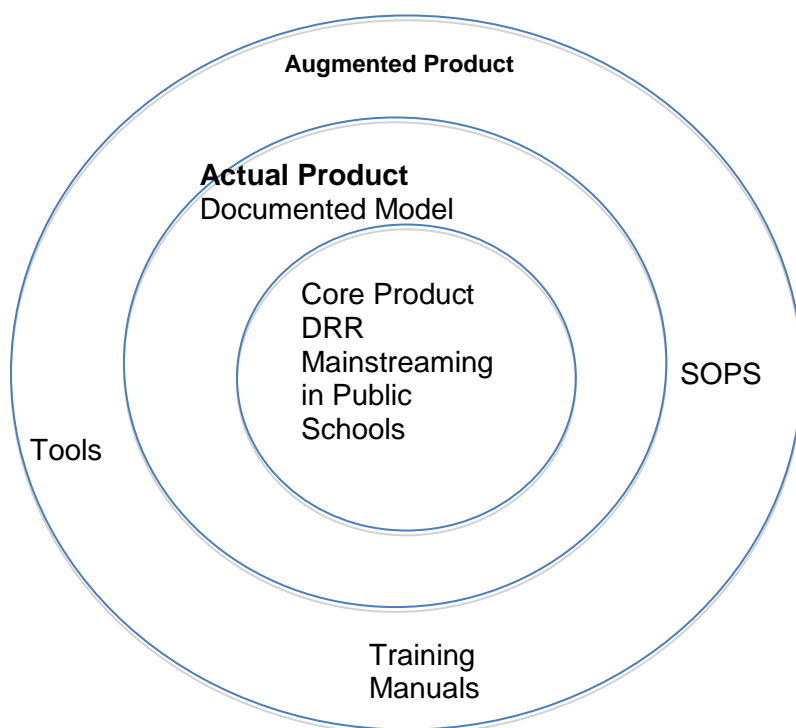 Augmented Product
Actual Product
Documented Model
Core Product
DRR
Mainstreaming
in Public
Schools
SOPS
Tools
Training
Manuals